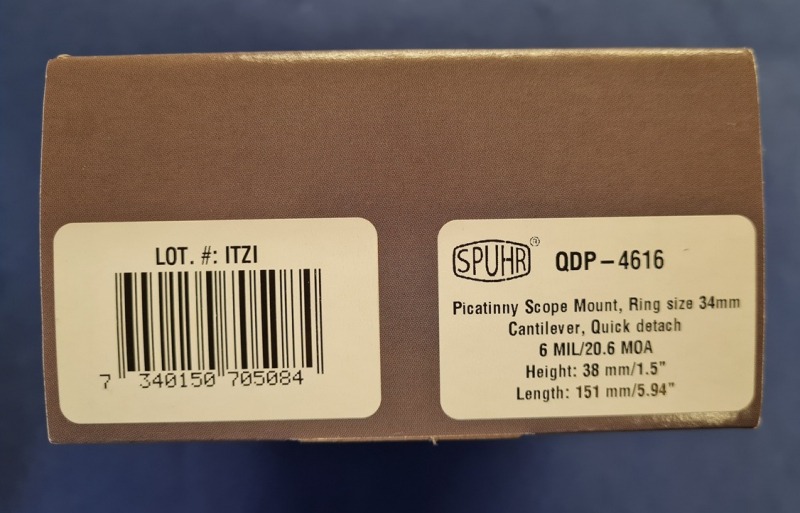 LOT. #: ITZI
7 340150 705084
SPUHR® QDP-4616
Picatinny Scope Mount, Ring size 34mm
Cantilever, Quick detach
6 MIL/20.6 MOA
Height: 38 mm/1.5"
Length: 151 mm/5.94"